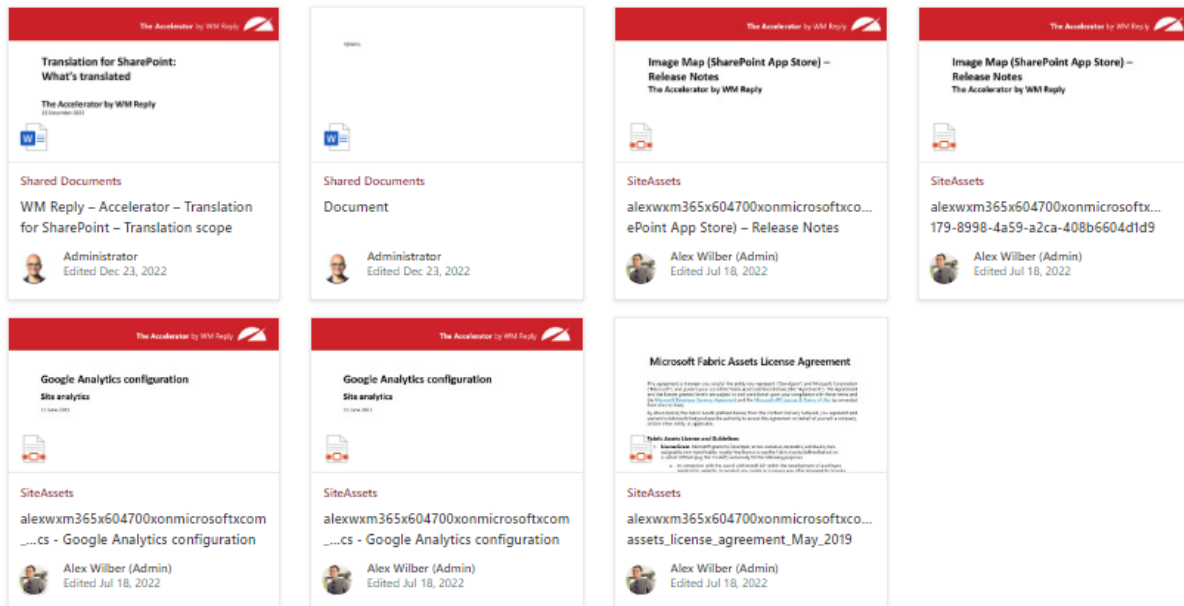 The Accelerator by WM Reply
Translation for SharePoint:
What's translated
The Accelerator by WM Reply
Shared Documents
WM Reply – Accelerator – Translation
for SharePoint – Translation scope
Administrator
Edited Dec 23, 2022
Shared Documents
Document
Administrator
Edited Dec 23, 2022
The Accelerator by WM Reply
Image Map (SharePoint App Store) –
Release Notes
The Accelerator by WM Reply
SiteAssets
alexwxm365x604700xonmicrosoftxco...
ePoint App Store) – Release Notes
Alex Wilber (Admin)
Edited Jul 18, 2022
The Accelerator by WM Reply
Image Map (SharePoint App Store) –
Release Notes
The Accelerator by WM Reply
SiteAssets
alexwxm365x604700xonmicrosoftx...
179-8998-4a59-a2ca-408b6604d1d9
Alex Wilber (Admin)
Edited Jul 18, 2022
The Accelerator by WM Reply
Google Analytics configuration
Site analytics
SiteAssets
alexwxm365x604700xonmicrosoftxcom
_...cs - Google Analytics configuration
Alex Wilber (Admin)
Edited Jul 18, 2022
The Accelerator by WM Reply
Google Analytics configuration
Site analytics
SiteAssets
alexwxm365x604700xonmicrosoftxcom
_...cs - Google Analytics configuration
Alex Wilber (Admin)
Edited Jul 18, 2022
Microsoft Fabric Assets License Agreement
Fabric Assets License and Guidelines
SiteAssets
alexwxm365x604700xonmicrosoftxco...
assets_license_agreement_May_2019
Alex Wilber (Admin)
Edited Jul 18, 2022